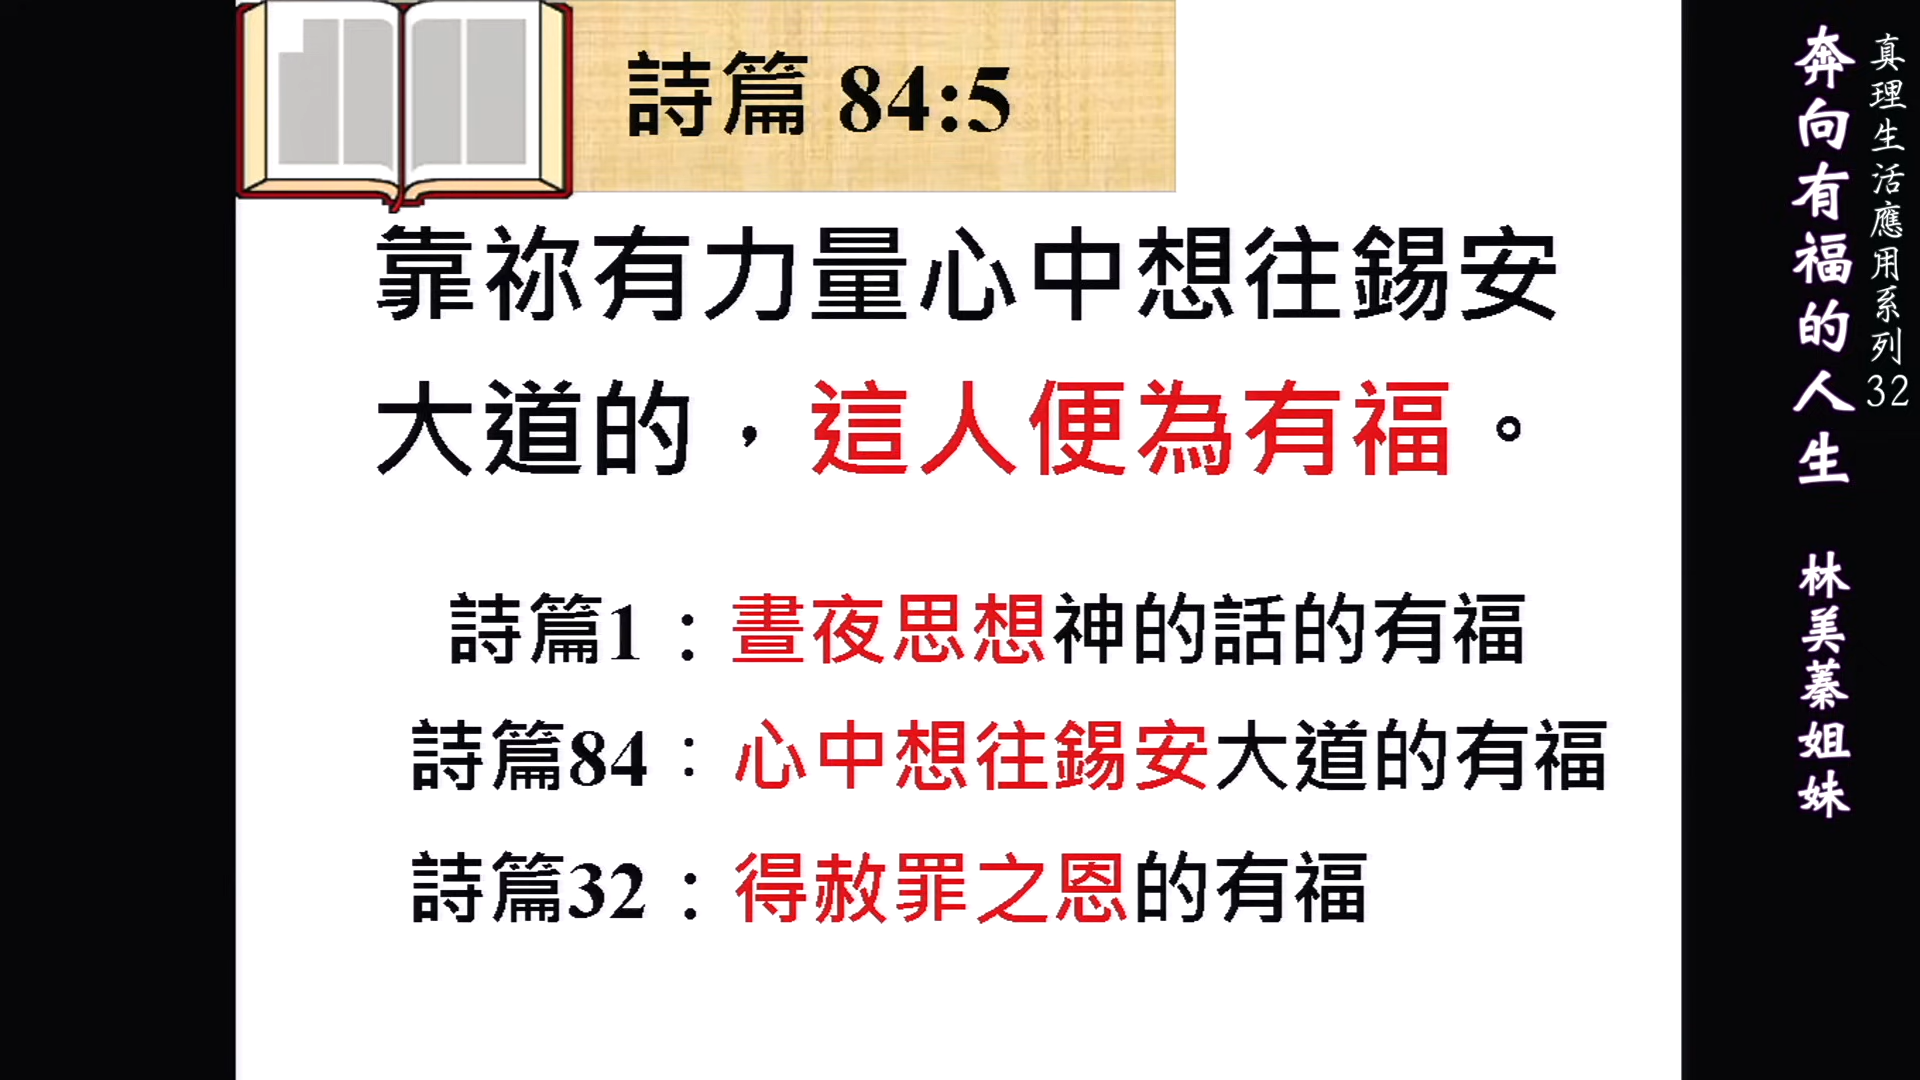 詩篇 84:5
靠祢有力量心中想往錫安
大道的，這人便為有福。
詩篇1：晝夜思想神的話的有福
詩篇84：心中想往錫安大道的有福
詩篇32：得赦罪之恩的有福
真理生活應用系列32
奔向有福的人生 林美蓁姐妹